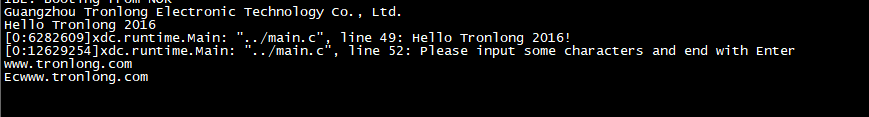 IBL: Booting from NOR
Guangzhou Tronlong Electronic Technology Co., Ltd.
Hello Tronlong 2016
[0:6282609]xdc.runtime.Main: "../main.c", line 49: Hello Tronlong 2016!
[0:12629254]xdc.runtime.Main: "../main.c", line 52: Please input some characters and end with Enter
www.tronlong.com
Ecwww.tronlong.com